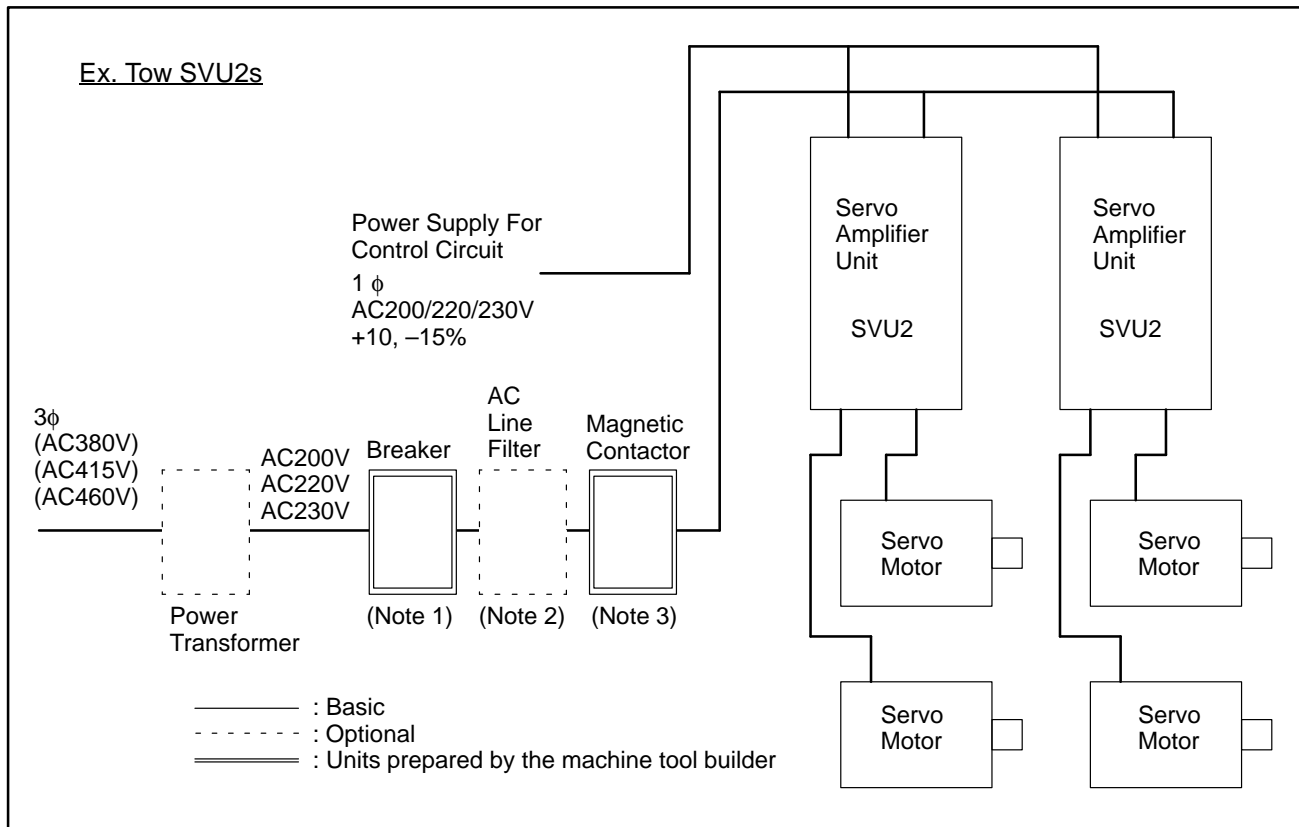 Ex. Tow SVU2s
Power Supply For
Control Circuit
1 ϕ
AC200/220/230V
+10, –15%
Servo
Amplifier
Unit
SVU2
Servo
Amplifier
Unit
SVU2
3ϕ
(AC380V)
(AC415V)
(AC460V)
Power
Transformer
AC200V
AC220V
AC230V
Breaker
(Note 1)
AC
Line
Filter
(Note 2)
Magnetic
Contactor
(Note 3)
Servo
Motor
Servo
Motor
Servo
Motor
Servo
Motor
: Basic
: Optional
: Units prepared by the machine tool builder